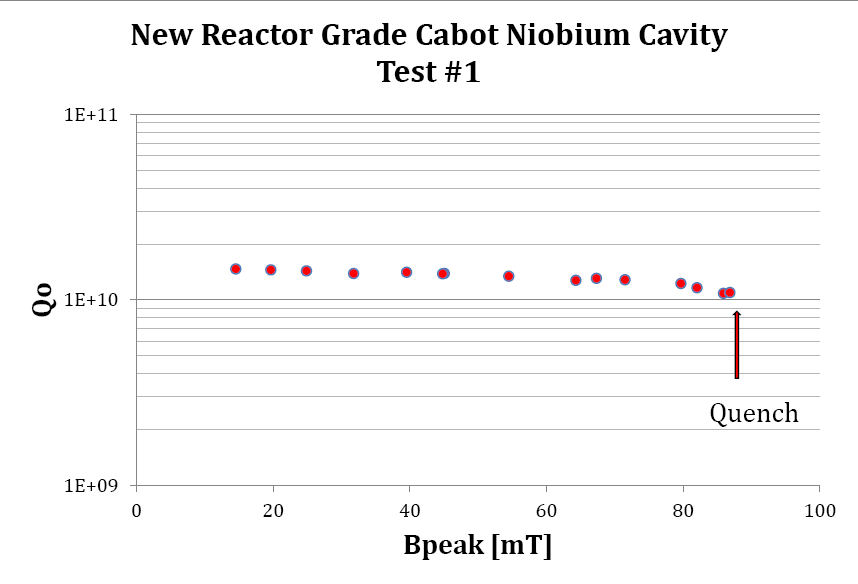 New Reactor Grade Cabot Niobium Cavity
Test #1
1E+11
1E+10
1E+09
Qo
Quench
0 20 40 60 80 100
Bpeak [mT]